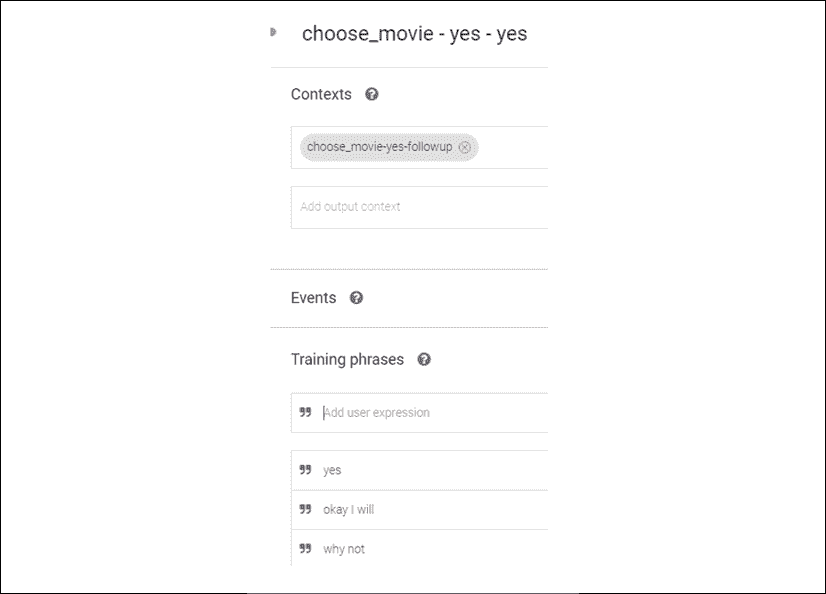 choose_movie - yes - yes
Contexts
choose_movie-yes-followup
Add output context
Events
Training phrases
Add user expression
yes
okay I will
why not